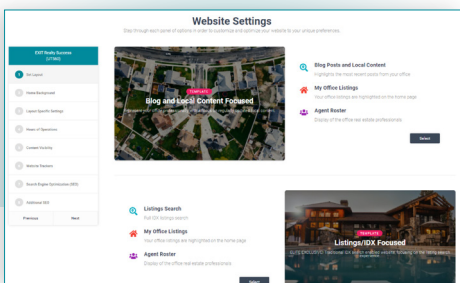 Website Settings
Step through each panel of options in order to customize and optimize your website to your unique preferences.
EXIT Realty Success
1
Site Layout
Home Background
Layout Specific Settings
Hours of Operations
Content Visibility
Website Features
Search Engine Optimization (SEO)
Additional SEO
Previous
Next
TEMPLATE
Blog and Local Content Focused
Blog Posts and Local Content
Highlights the most recent posts from your office.
My Office Listings
Your office listings are highlighted on the home page
Agent Roster
Display of the office real estate professionals.
Select
Listings Search
Full IDX listings search
My Office Listings
Your office listings are highlighted on the home page
Agent Roster
Display of the office real estate professionals.
Select
TEMPLATE
Listings/IDX Focused